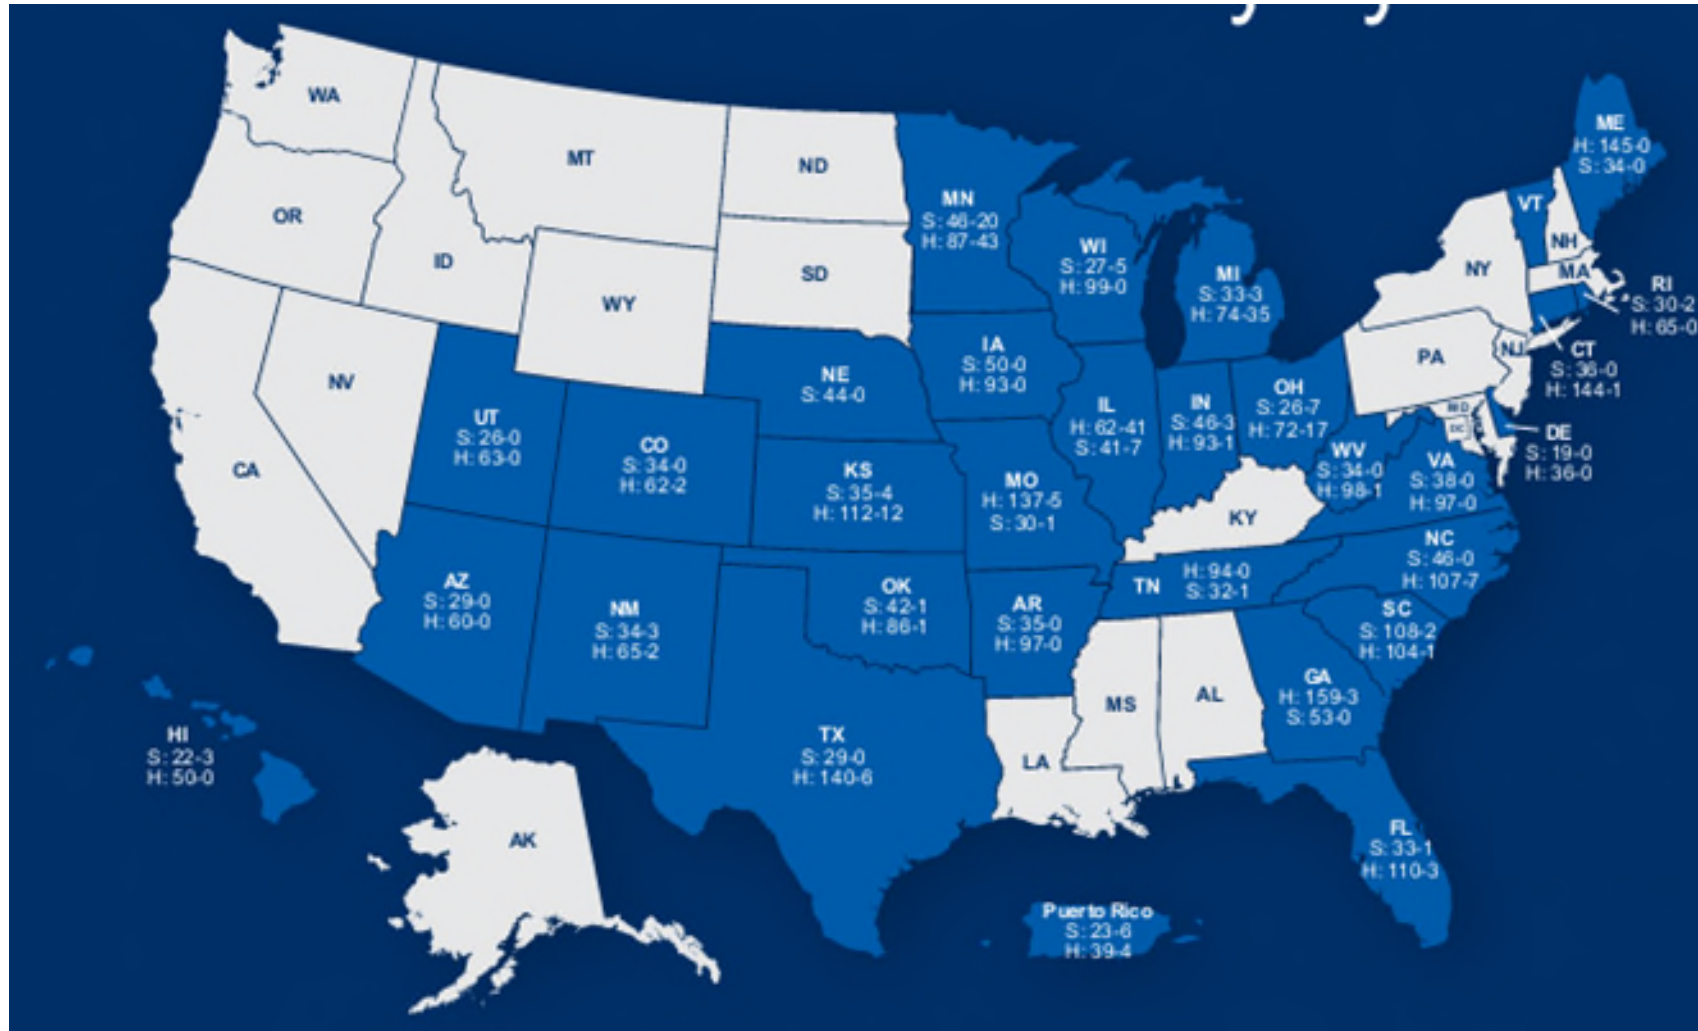 WA
MT
ND
OR
ID
SD
WY
NV
CA
MN
S: 46-20
H: 87-43
WI
S: 27-5
H: 99-0
MI
S: 33-3
H: 74-35
ME
H: 145-0
S: 34-0
VT
NH
NY
MA
RI
S: 30-2
H: 65-0
PA
NJ
CT
S: 36-0
H: 144-1
NE
S: 44-0
IA
S: 50-0
H: 93-0
IL
H: 62-41
S: 41-7
IN
S: 46-3
H: 93-1
OH
S: 26-7
H: 72-17
MD
DC
DE
S: 19-0
H: 36-0
UT
S: 26-0
H: 63-0
CO
S: 34-0
H: 62-2
KS
S: 35-4
H: 112-12
MO
H: 137-5
S: 30-1
WV
S: 34-0
H: 98-1
VA
S: 38-0
H: 97-0
KY
AZ
S: 29-0
H: 60-0
NM
S: 34-3
H: 65-2
OK
S: 42-1
H: 86-1
AR
S: 35-0
H: 97-0
TN
H: 94-0
S: 32-1
NC
S: 46-0
H: 107-7
SC
S: 108-2
H: 104-1
GA
H: 159-3
S: 53-0
MS
AL
LA
TX
S: 29-0
H: 140-6
HI
S: 22-3
H: 50-0
AK
FL
S: 33-1
H: 110-3
Puerto Rico
S: 23-6
H: 39-4